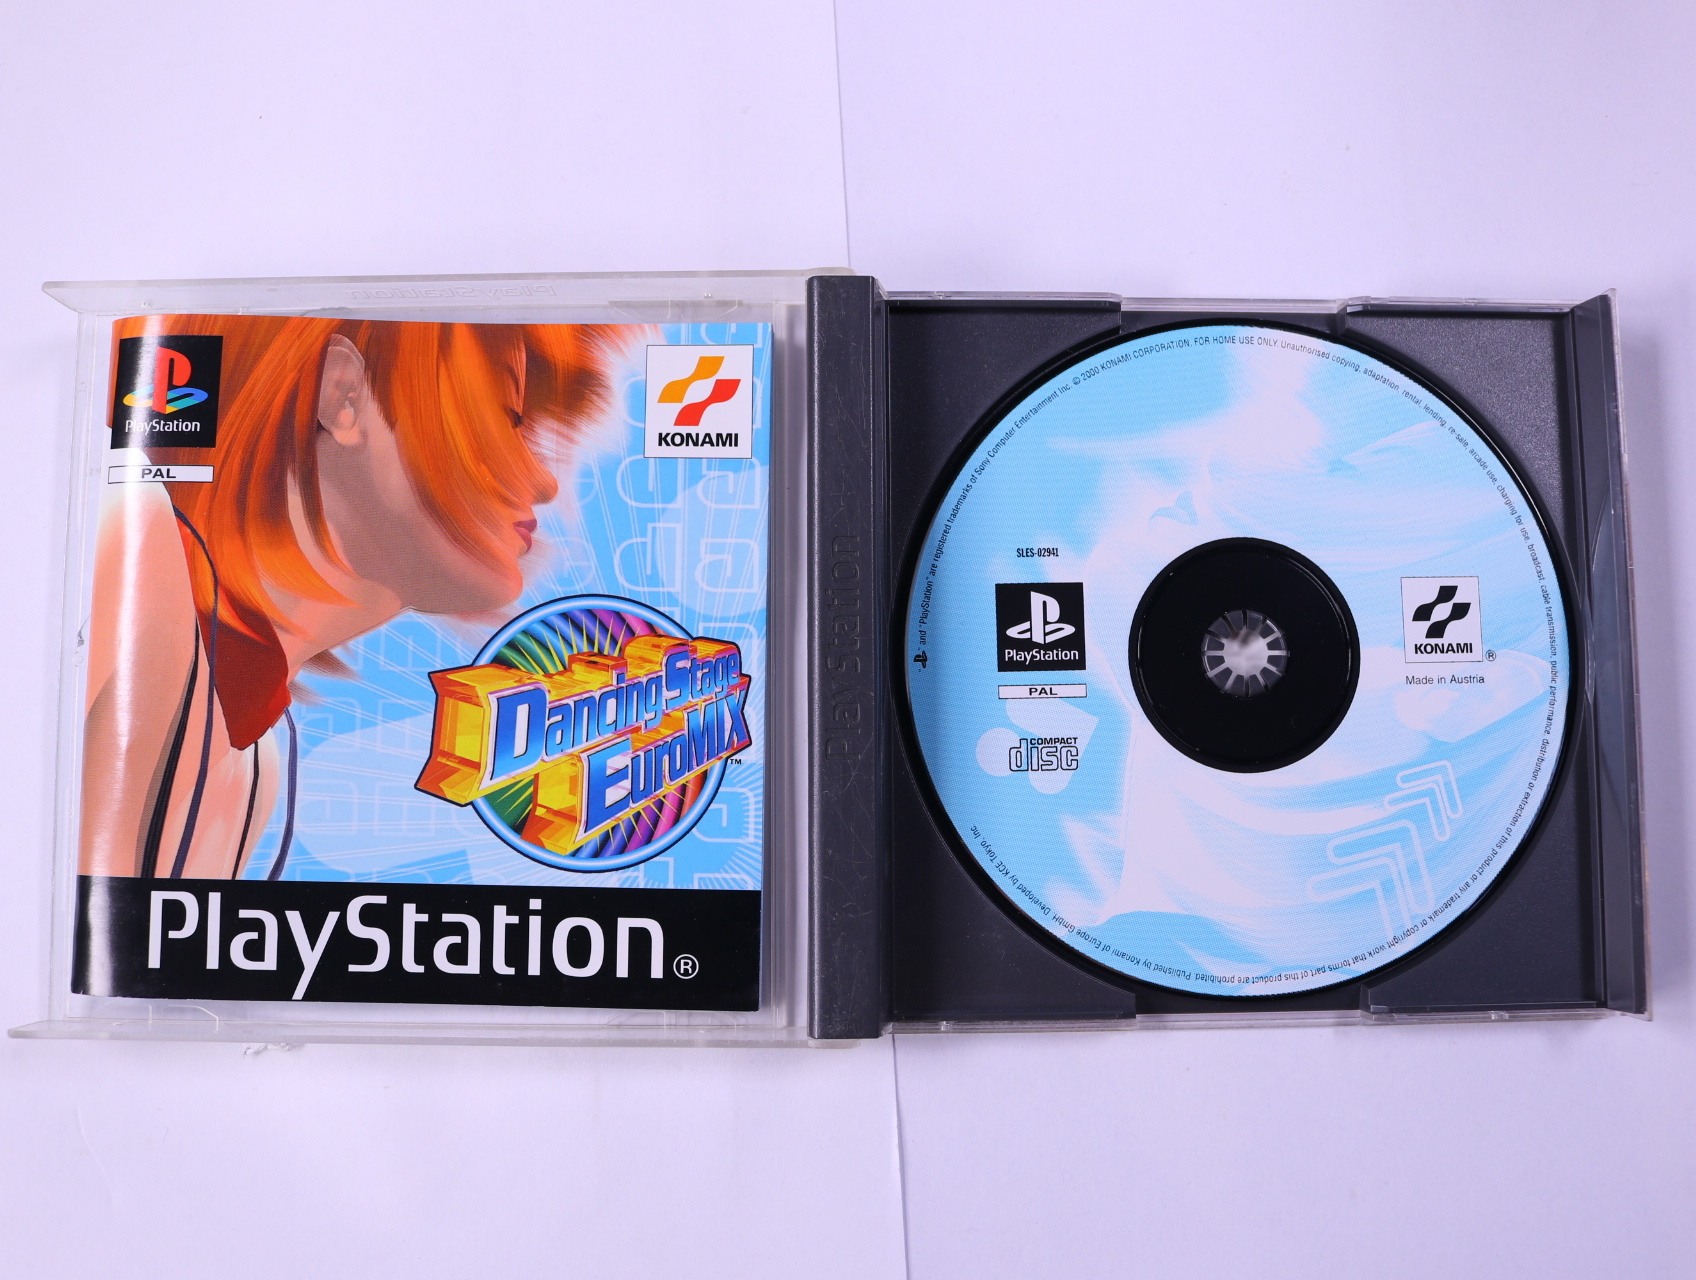 PlayStation
PAL
KONAMI
Dancing Stage
EuroMIX
™
PlayStation®
PlayStation
" and "PlayStation" are registered trademarks of Sony Computer Entertainment Inc. © 2000 KONAMI CORPORATION. FOR HOME USE ONLY. Unauthorised copying, adaptation, rental, lending, re-sale, arcade use, charging for use, broadcast, cable transmission, public performance, distribution or extraction of this product or any trademark or copyright work that forms part of this product are prohibited. Published by Konami of Europe GmbH. Developed by KCE Tokyo, Inc.
SLES-02941
PlayStation
PAL
COMPACT
disc
KONAMI
®
Made in Austria